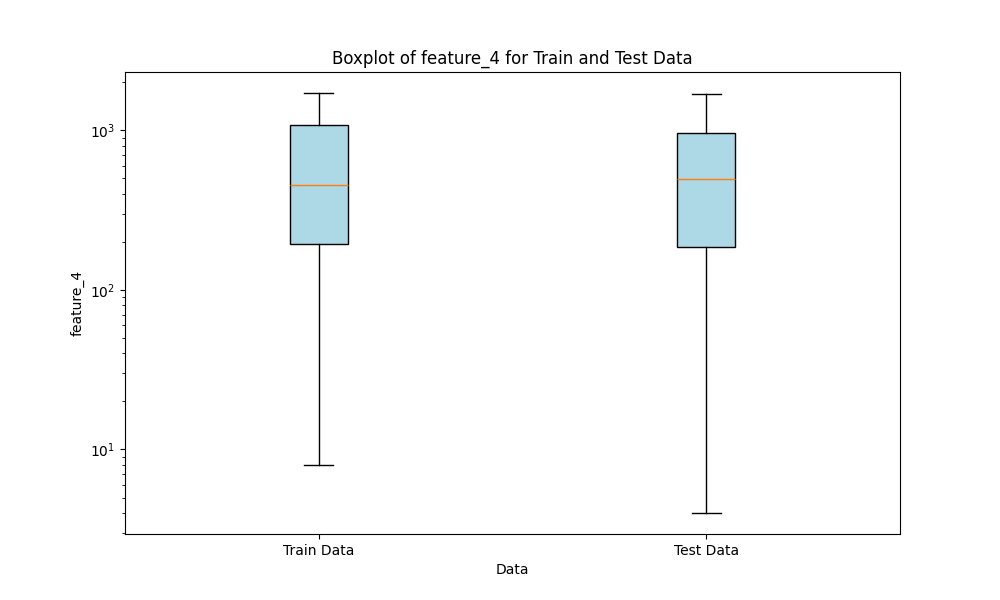 Boxplot of feature_4 for Train and Test Data
10³
10²
10¹
feature_4
Train Data
Test Data
Data